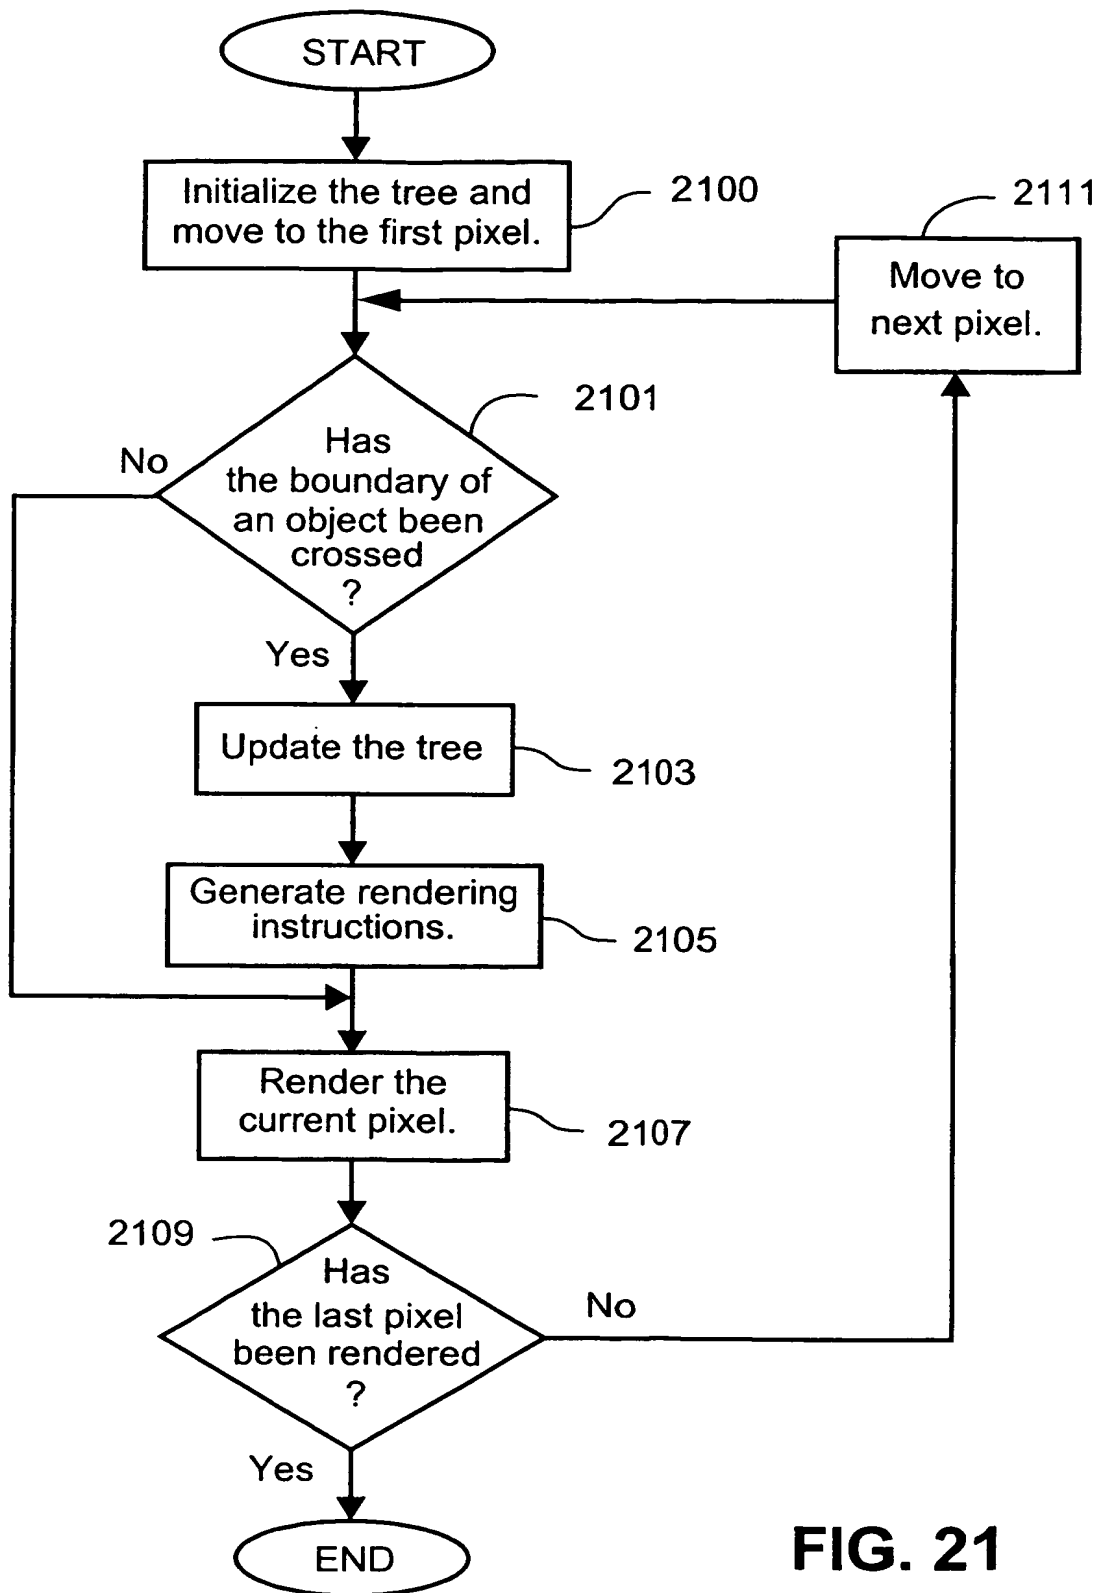 START
Initialize the tree and
move to the first pixel.
2100
2111
Move to
next pixel.
2101
Has
the boundary of
an object been
crossed
?
No
Yes
Update the tree
2103
Generate rendering
instructions.
2105
Render the
current pixel.
2107
2109
Has
the last pixel
been rendered
?
No
Yes
END
FIG. 21